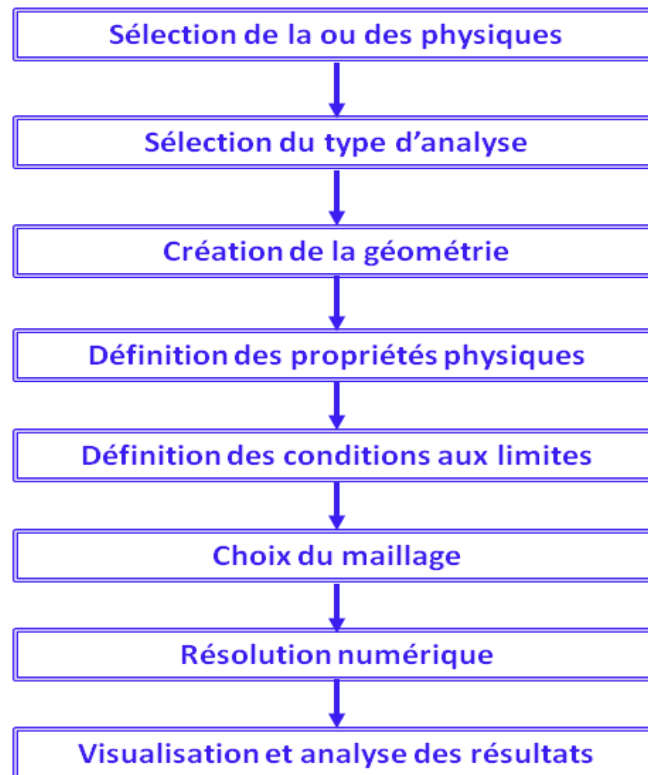 Sélection de la ou des physiques
Sélection du type d'analyse
Création de la géométrie
Définition des propriétés physiques
Définition des conditions aux limites
Choix du maillage
Résolution numérique
Visualisation et analyse des résultats